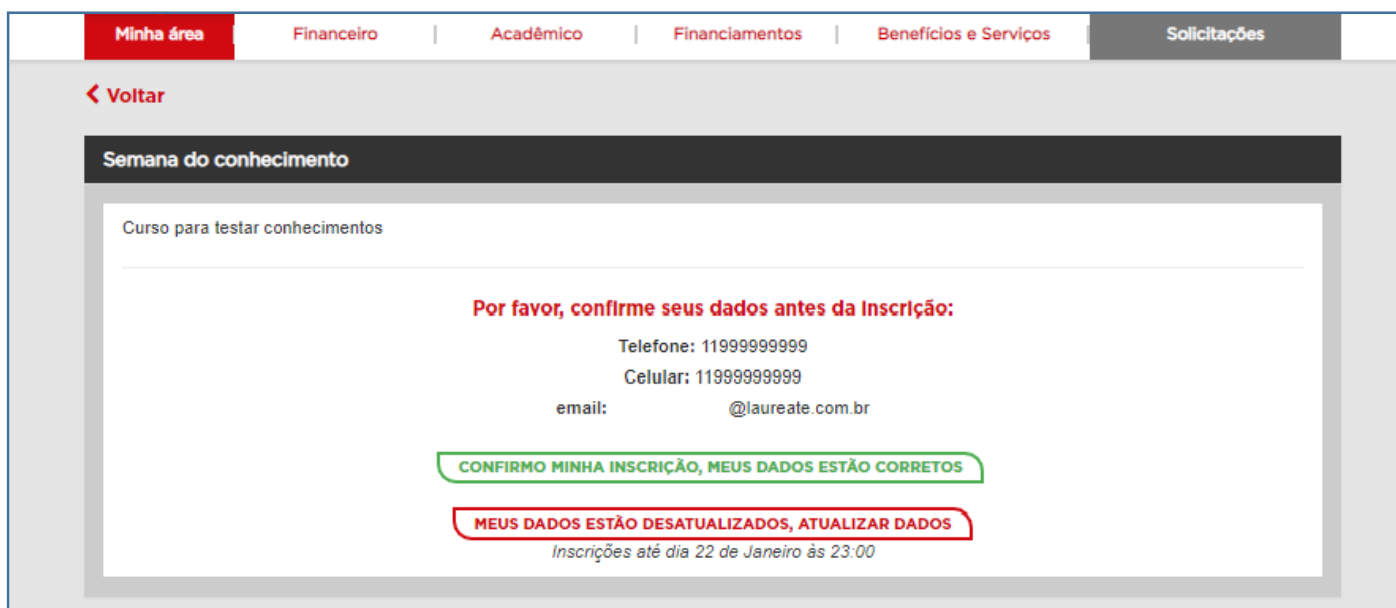 Minha área | Financeiro | Acadêmico | Financiamentos | Benefícios e Serviços | Solicitações
Voltar
Semana do conhecimento
Curso para testar conhecimentos
Por favor, confirme seus dados antes da inscrição:
Telefone: 11999999999
Celular: 11999999999
email: @laureate.com.br
CONFIRMO MINHA INSCRIÇÃO, MEUS DADOS ESTÃO CORRETOS
MEUS DADOS ESTÃO DESATUALIZADOS, ATUALIZAR DADOS
Inscrições até dia 22 de Janeiro às 23:00